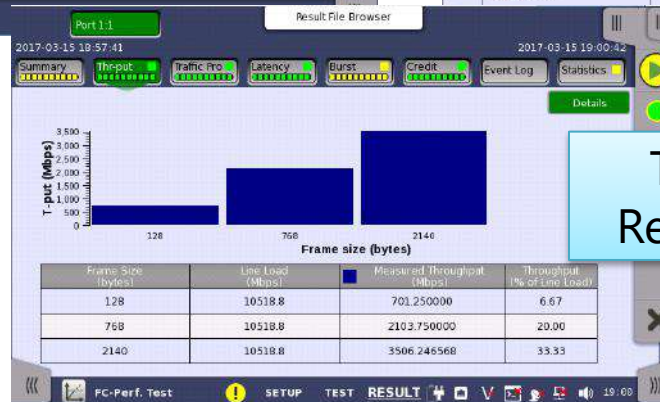 Port 1:1
Result File Browser
2017-03-15 18:57:41
2017-03-15 19:00:42
Summary
Thr-put
Traffic Pro
Latency
Burst
Credit
Event Log
Statistics
Details
T-put (Mbps)
3,500
3,000
2,500
2,000
1,500
1,000
500
0
128
768
2140
Frame size (bytes)
Frame Size (bytes) Line Load (Mbps) Measured Throughput (Mbps) Throughput (% of Line Load)
128 10518.8 701.250000 6.67
768 10518.8 2103.750000 20.00
2140 10518.8 3506.246568 33.33
FC-Perf. Test SETUP TEST RESULT 19:00